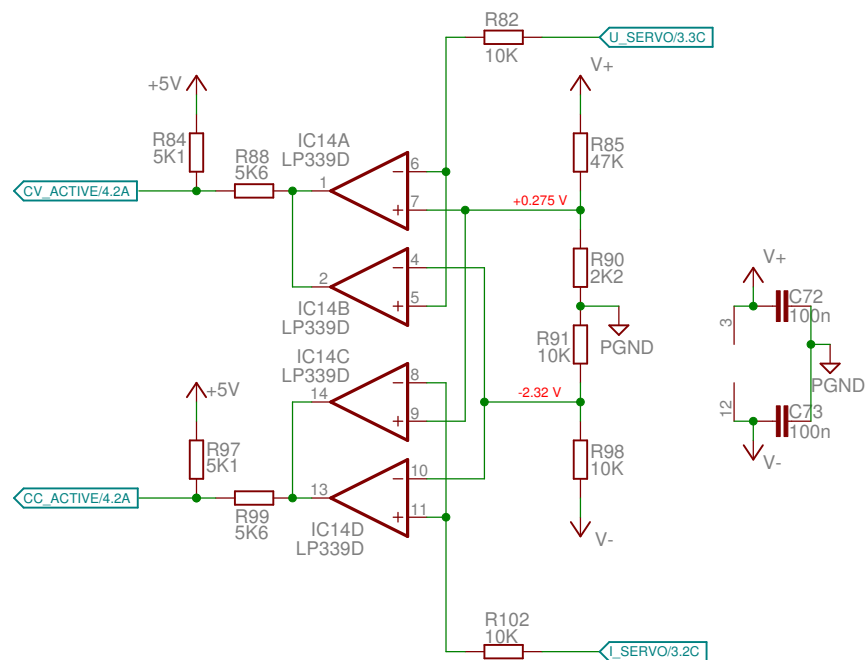 R82
10K
U_SERVO/3.3C
+5V
V+
R84
5K1
IC14A
LP339D
R85
47K
R88
5K6
6
1
7
CV_ACTIVE/4.2A
+0.275 V
4
2
5
IC14B
LP339D
R90
2K2
V+
C72
100n
3
PGND
R91
10K
PGND
IC14C
LP339D
+5V
8
14
9
-2.32 V
12
C73
100n
V-
R97
5K1
10
13
11
R98
10K
CC_ACTIVE/4.2A
R99
5K6
IC14D
LP339D
V-
R102
10K
I_SERVO/3.2C